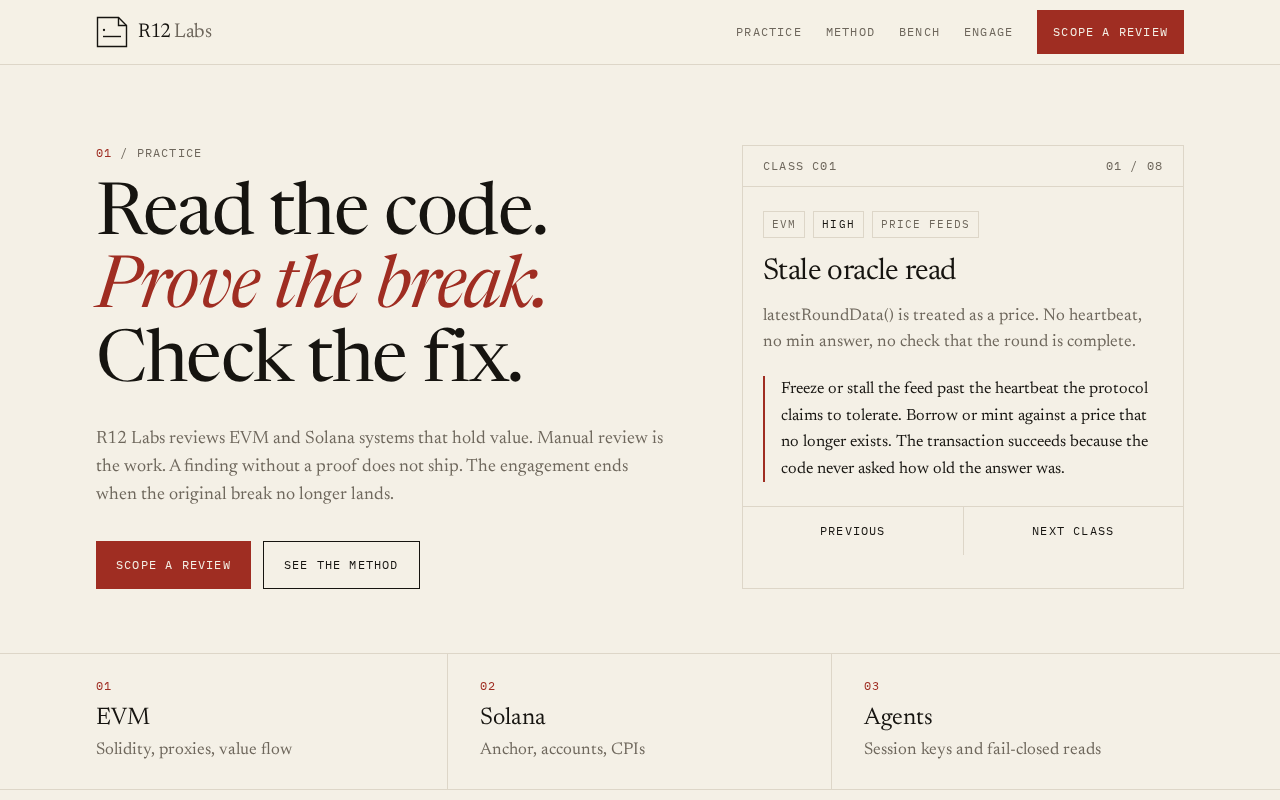 R12 Labs
PRACTICE METHOD BENCH ENGAGE SCOPE A REVIEW
01 / PRACTICE
Read the code.
Prove the break.
Check the fix.
R12 Labs reviews EVM and Solana systems that hold value. Manual review is
the work. A finding without a proof does not ship. The engagement ends
when the original break no longer lands.
SCOPE A REVIEW SEE THE METHOD
CLASS C01 01 / 08
EVM HIGH PRICE FEEDS
Stale oracle read
latestRoundData() is treated as a price. No heartbeat,
no min answer, no check that the round is complete.
Freeze or stall the feed past the heartbeat the protocol
claims to tolerate. Borrow or mint against a price that
no longer exists. The transaction succeeds because the
code never asked how old the answer was.
PREVIOUS NEXT CLASS
01
EVM
Solidity, proxies, value flow
02
Solana
Anchor, accounts, CPIs
03
Agents
Session keys and fail-closed reads